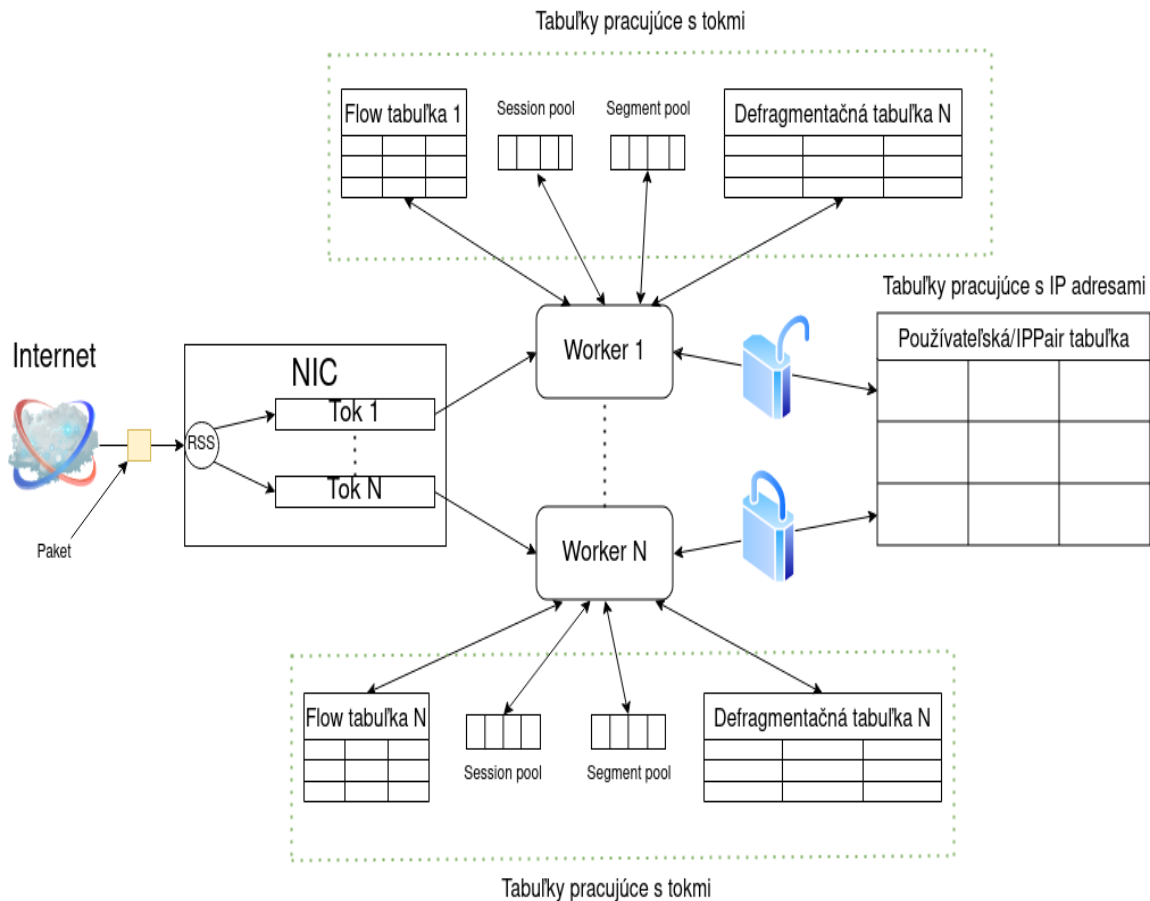 Tabuľky pracujúce s tokmi
Flow tabuľka 1
Session pool
Segment pool
Defragmentačná tabuľka N
Tabuľky pracujúce s IP adresami
Používateľská/IPPair tabuľka
Internet
NIC
Worker 1
Tok 1
RSS
Tok N
Paket
Worker N
Flow tabuľka N
Session pool
Segment pool
Defragmentačná tabuľka N
Tabuľky pracujúce s tokmi